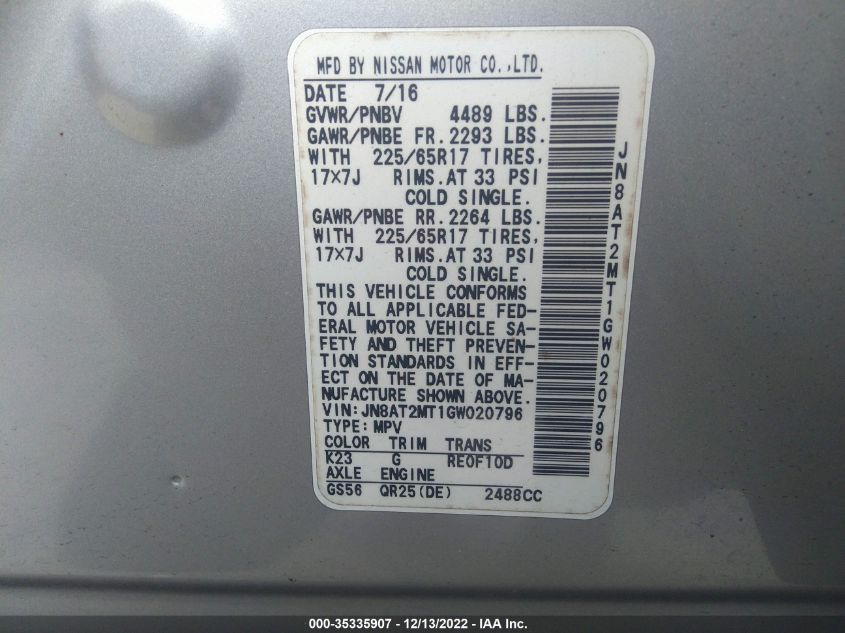 MFD BY NISSAN MOTOR CO.,LTD.
DATE 7/16
GVWR/PNBV 4489 LBS.
GAWR/PNBE FR. 2293 LBS.
WITH 225/65R17 TIRES,
17×7J RIMS. AT 33 PSI
COLD SINGLE.
GAWR/PNBE RR. 2264 LBS.
WITH 225/65R17 TIRES,
17×7J RIMS. AT 33 PSI
COLD SINGLE.
THIS VEHICLE CONFORMS
TO ALL APPLICABLE FED-
ERAL MOTOR VEHICLE SA-
FETY AND THEFT PREVEN-
TION STANDARDS IN EFF-
ECT ON THE DATE OF MA-
NUFACTURE SHOWN ABOVE.
VIN: JN8AT2MT1GW020796
TYPE: MPV
COLOR TRIM TRANS
K23 G RE0F10D
AXLE ENGINE
GS56 QR25(DE) 2488CC
JN8AT2MT1GW020796
000-35335907 - 12/13/2022 - IAA Inc.